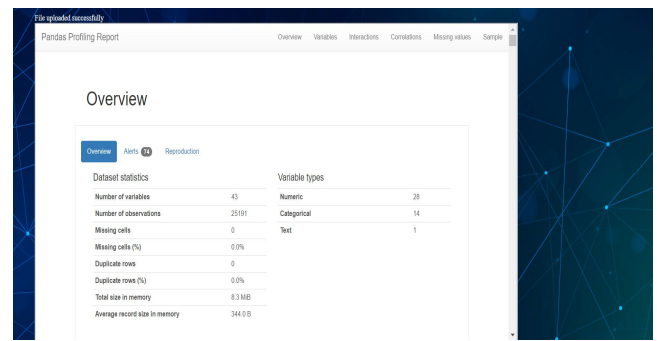 File uploaded successfully
Pandas Profiling Report Overview Variables Interactions Correlations Missing values Sample
Overview
Overview Alerts 74 Reproduction
Dataset statistics Variable types
Number of variables 43 Numeric 28
Number of observations 25191 Categorical 14
Missing cells 0 Text 1
Missing cells (%) 0.0%
Duplicate rows 0
Duplicate rows (%) 0.0%
Total size in memory 8.3 MiB
Average record size in memory 344.0 B